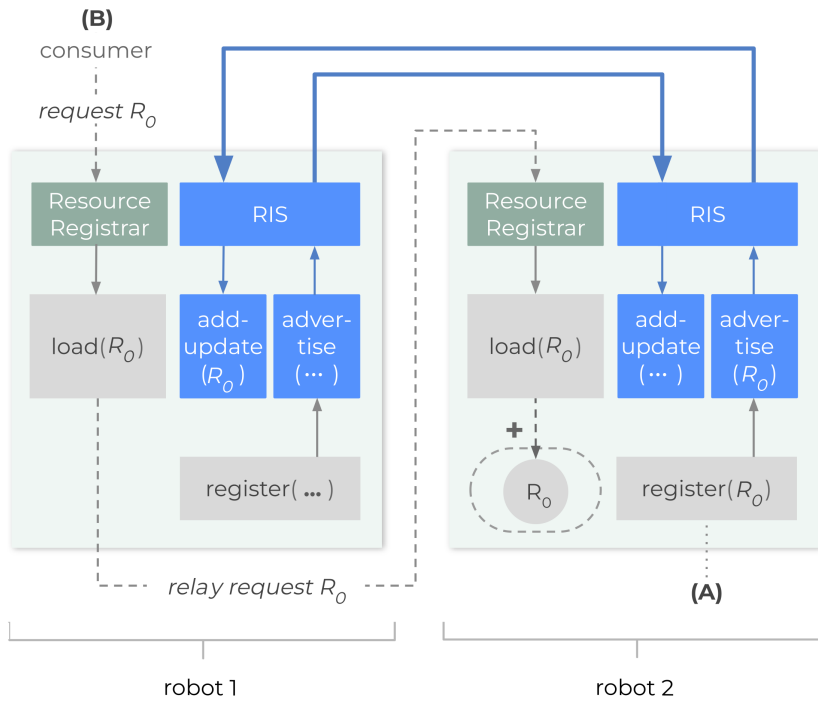 (B)
consumer
request R0
Resource
Registrar
RIS
load(R0)
add-
update
(R0)
adver-
tise
(...)
register(...)
relay request R0
robot 1
Resource
Registrar
RIS
load(R0)
add-
update
(...)
adver-
tise
(R0)
+
R0
register(R0)
(A)
robot 2